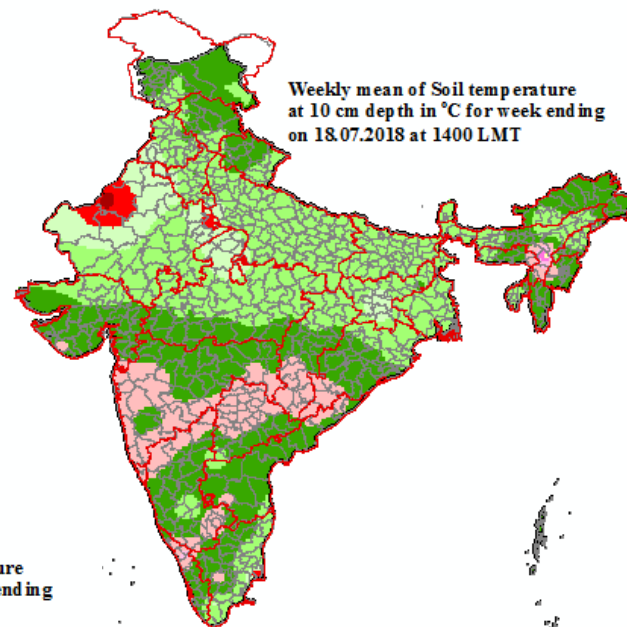 Weekly mean of Soil temperature
at 10 cm depth in °C for week ending
on 18.07.2018 at 1400 LMT
ure
ending